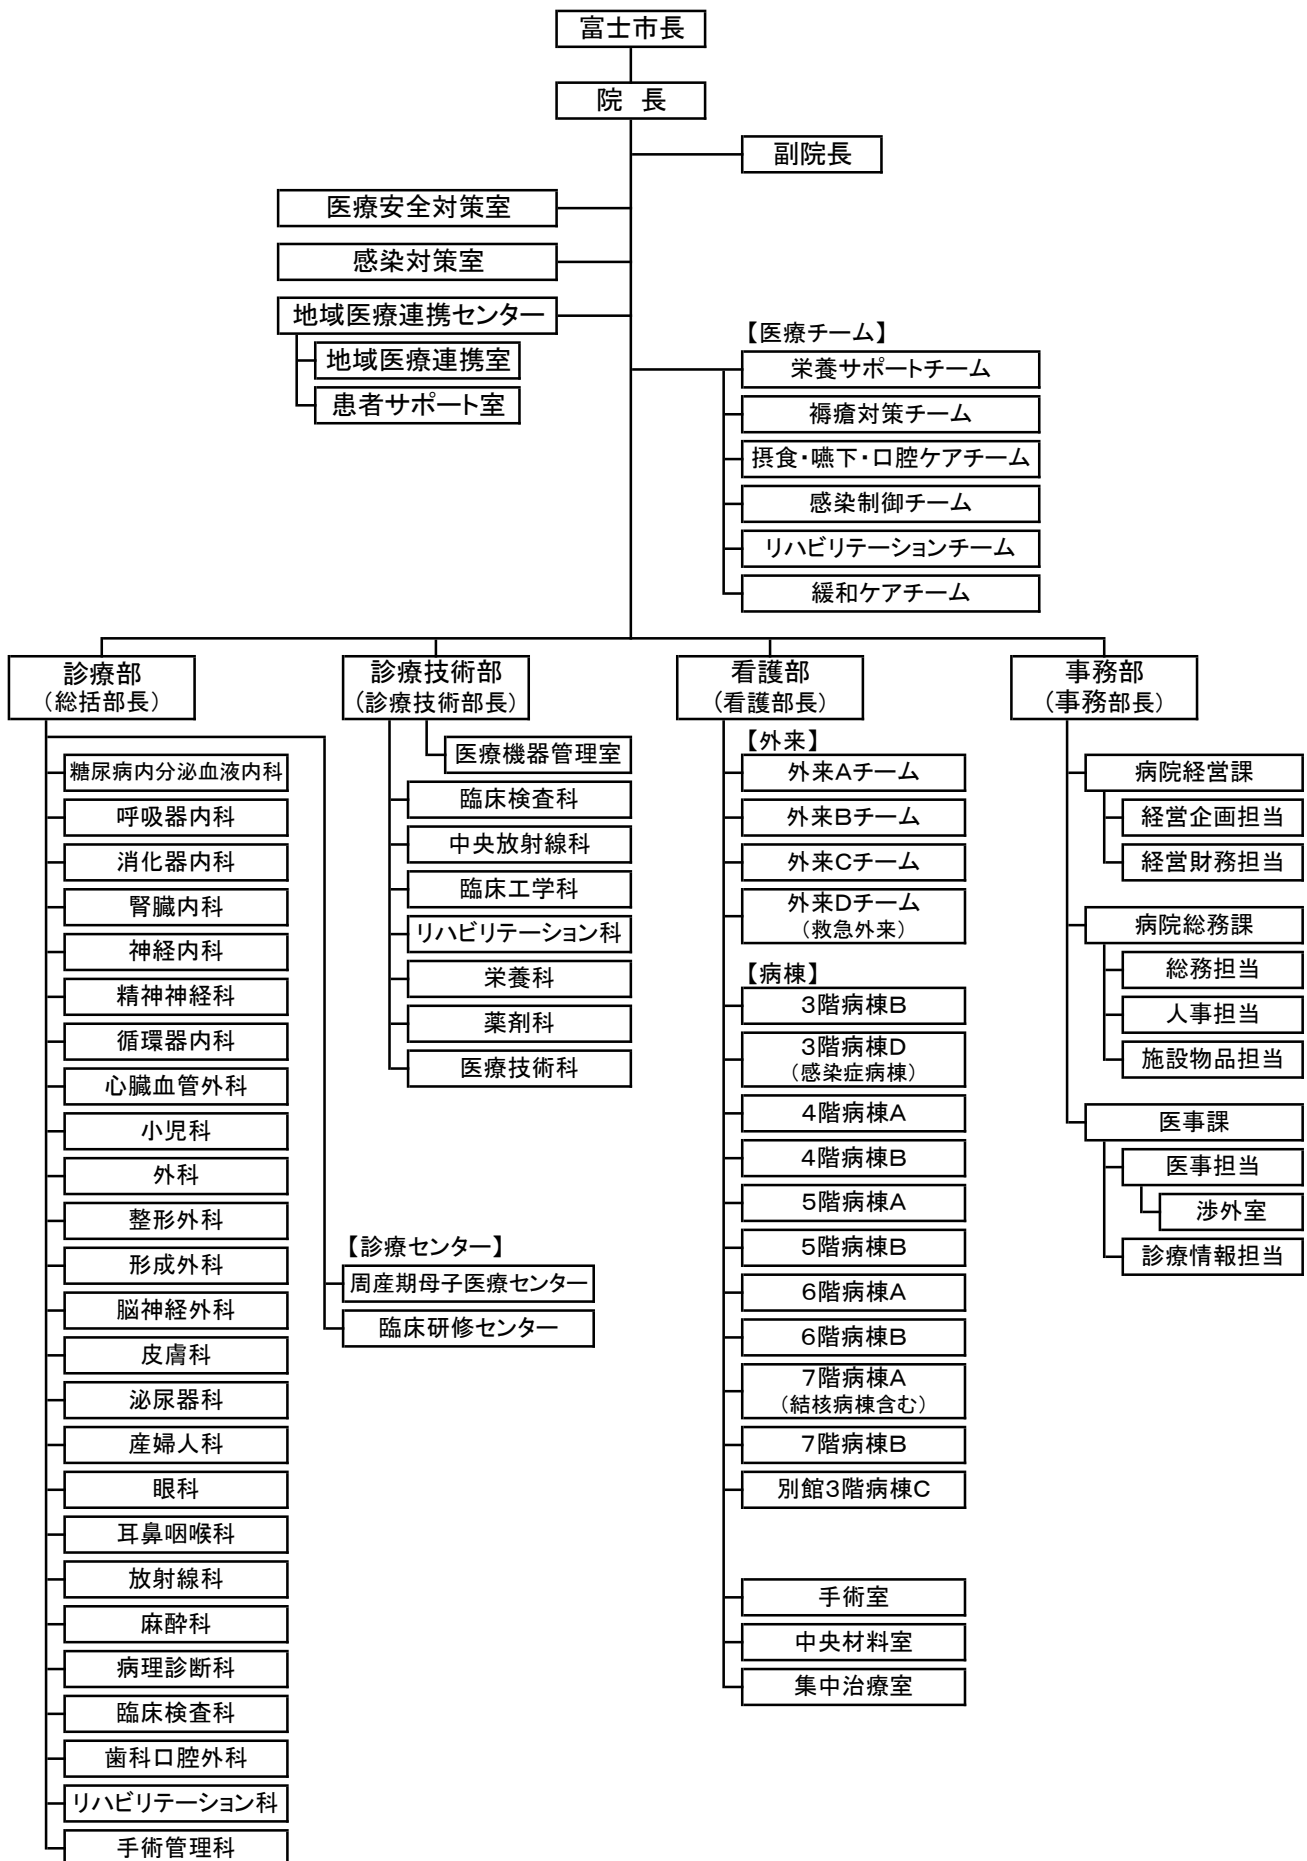 富士市長
院 長
副院長
医療安全対策室
感染対策室
地域医療連携センター
地域医療連携室
患者サポート室
【医療チーム】
栄養サポートチーム
褥瘡対策チーム
摂食・嚥下・口腔ケアチーム
感染制御チーム
リハビリテーションチーム
緩和ケアチーム
診療部
（総括部長）
糖尿病内分泌血液内科
呼吸器内科
消化器内科
腎臓内科
神経内科
精神神経科
循環器内科
心臓血管外科
小児科
外科
整形外科
形成外科
脳神経外科
皮膚科
泌尿器科
産婦人科
眼科
耳鼻咽喉科
放射線科
麻酔科
病理診断科
臨床検査科
歯科口腔外科
リハビリテーション科
手術管理科
【診療センター】
周産期母子医療センター
臨床研修センター
診療技術部
（診療技術部長）
医療機器管理室
臨床検査科
中央放射線科
臨床工学科
リハビリテーション科
栄養科
薬剤科
医療技術科
看護部
（看護部長）
【外来】
外来Aチーム
外来Bチーム
外来Cチーム
外来Dチーム
（救急外来）
【病棟】
3階病棟B
3階病棟D
（感染症病棟）
4階病棟A
4階病棟B
5階病棟A
5階病棟B
6階病棟A
6階病棟B
7階病棟A
（結核病棟含む）
7階病棟B
別館3階病棟C
手術室
中央材料室
集中治療室
事務部
（事務部長）
病院経営課
経営企画担当
経営財務担当
病院総務課
総務担当
人事担当
施設物品担当
医事課
医事担当
渉外室
診療情報担当